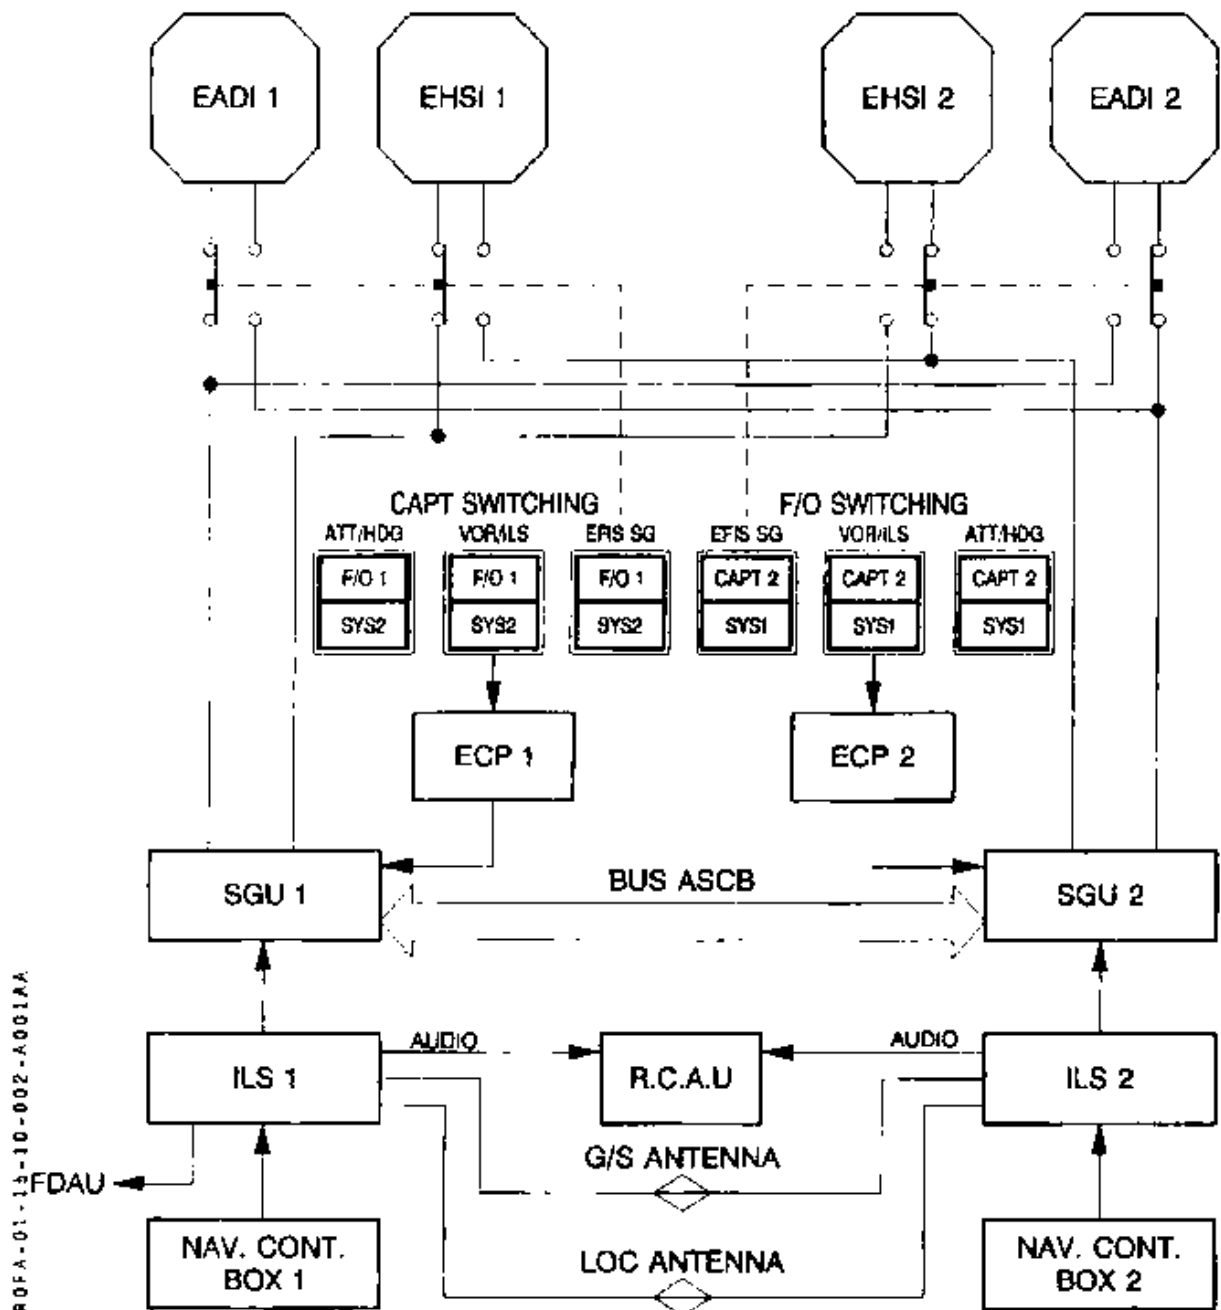 EADI 1
EHSI 1
EHSI 2
EADI 2
CAPT SWITCHING
F/O SWITCHING
ATT/HDG
VOR/ILS
EFIS SG
EFIS SG
VOR/ILS
ATT/HDG
F/O 1
F/O 1
F/O 1
CAPT 2
CAPT 2
CAPT 2
SYS2
SYS2
SYS2
SYS1
SYS1
SYS1
ECP 1
ECP 2
SGU 1
BUS ASCB
SGU 2
ILS 1
AUDIO
R.C.A.U
AUDIO
ILS 2
G/S ANTENNA
FDAU
NAV. CONT.
BOX 1
LOC ANTENNA
NAV. CONT.
BOX 2